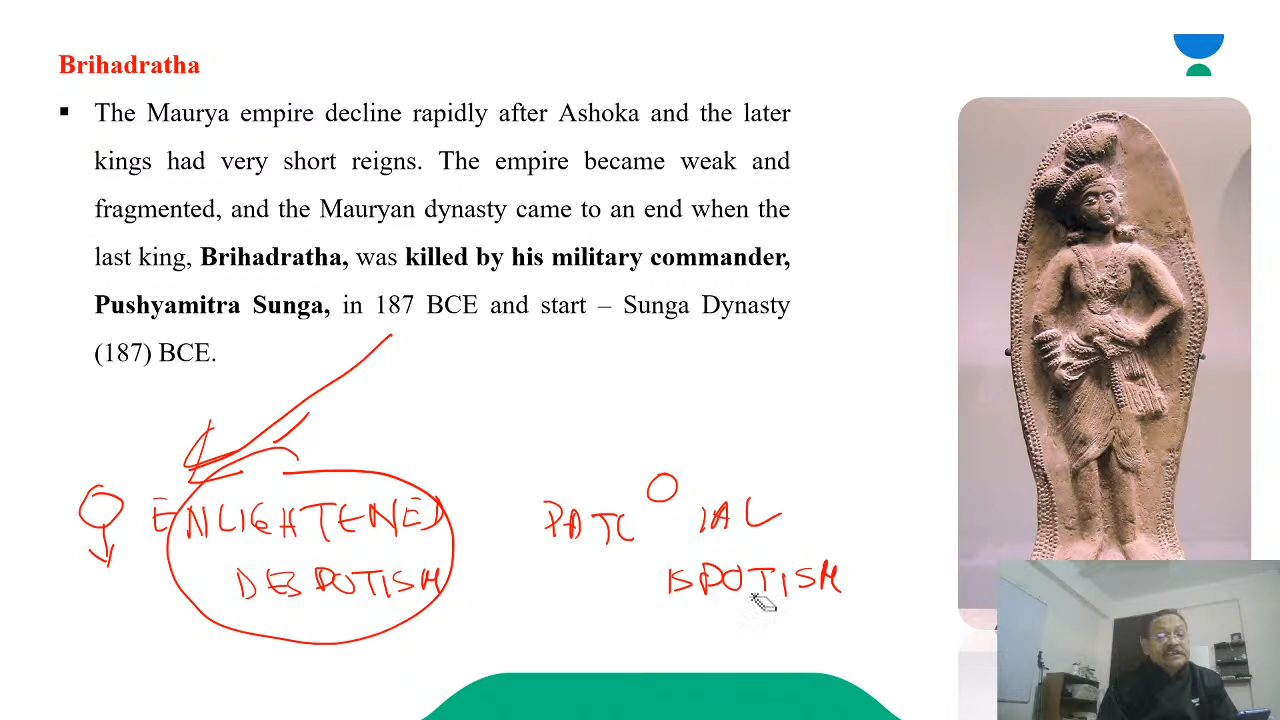 Brihadratha
▪ The Maurya empire decline rapidly after Ashoka and the later
kings had very short reigns. The empire became weak and
fragmented, and the Mauryan dynasty came to an end when the
last king, Brihadratha, was killed by his military commander,
Pushyamitra Sunga, in 187 BCE and start – Sunga Dynasty
(187) BCE.
ENLIGHTENED
DESPOTISM
IAL
SPOTISM